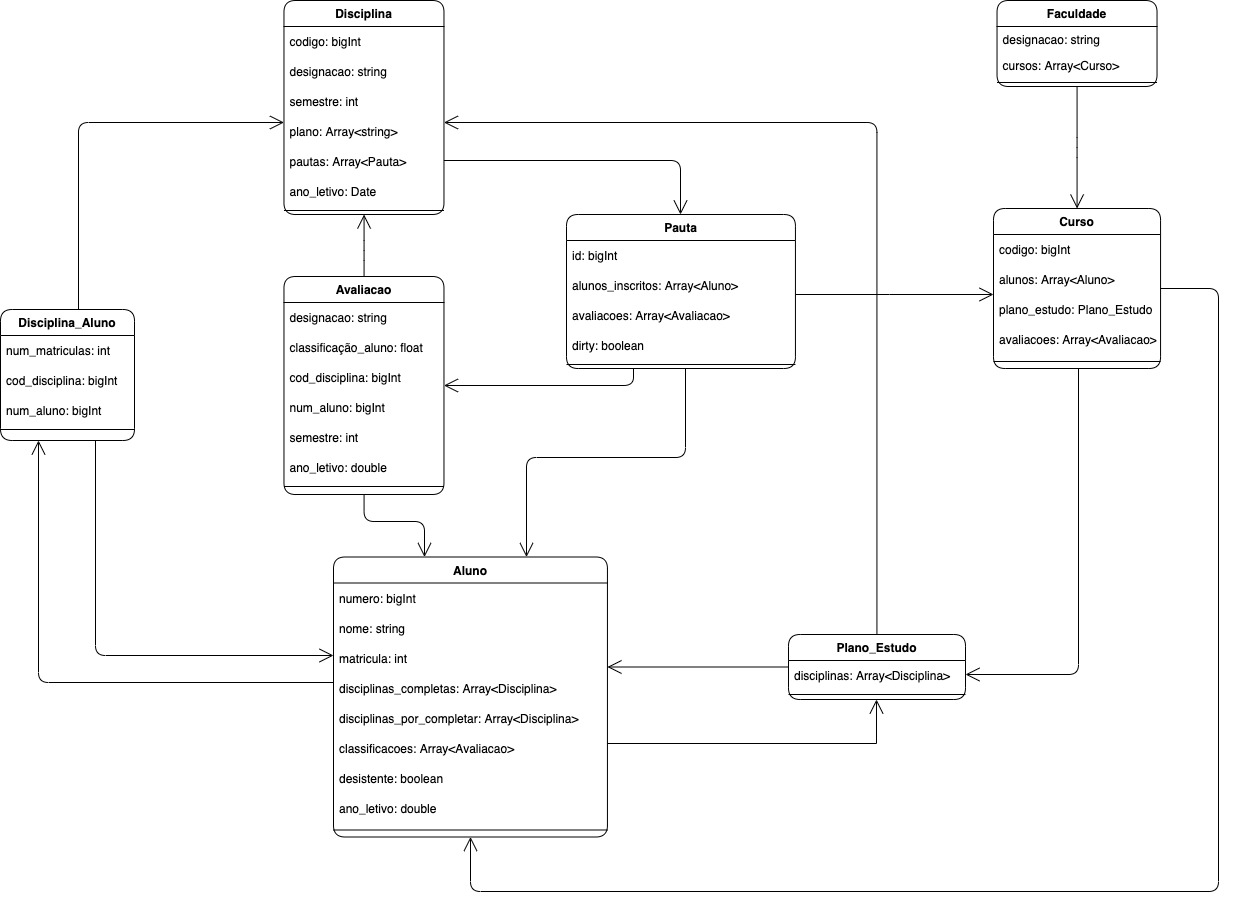 Disciplina
codigo: bigInt
designacao: string
semestre: int
plano: Array<string>
pautas: Array<Pauta>
ano_letivo: Date
Faculdade
designacao: string
cursos: Array<Curso>
Pauta
id: bigInt
alunos_inscritos: Array<Aluno>
avaliacoes: Array<Avaliacao>
dirty: boolean
Curso
codigo: bigInt
alunos: Array<Aluno>
plano_estudo: Plano_Estudo
avaliacoes: Array<Avaliacao>
Avaliacao
designacao: string
classificação_aluno: float
cod_disciplina: bigInt
num_aluno: bigInt
semestre: int
ano_letivo: double
Disciplina_Aluno
num_matriculas: int
cod_disciplina: bigInt
num_aluno: bigInt
Aluno
numero: bigInt
nome: string
matricula: int
disciplinas_completas: Array<Disciplina>
disciplinas_por_completar: Array<Disciplina>
classificacoes: Array<Avaliacao>
desistente: boolean
ano_letivo: double
Plano_Estudo
disciplinas: Array<Disciplina>